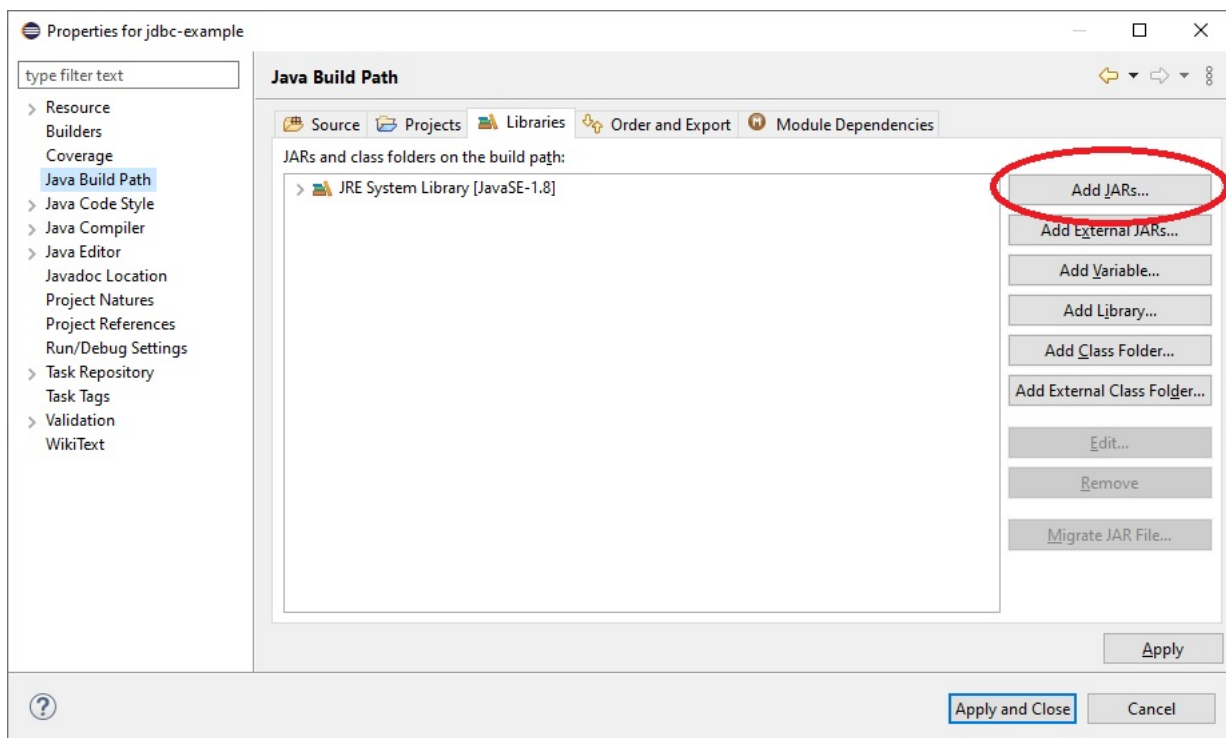 Properties for jdbc-example
type filter text
Resource
Builders
Coverage
Java Build Path
Java Code Style
Java Compiler
Java Editor
Javadoc Location
Project Natures
Project References
Run/Debug Settings
Task Repository
Task Tags
Validation
WikiText
Java Build Path
Source Projects Libraries Order and Export Module Dependencies
JARs and class folders on the build path:
JRE System Library [JavaSE-1.8]
Add JARs...
Add External JARs...
Add Variable...
Add Library...
Add Class Folder...
Add External Class Folder...
Edit...
Remove
Migrate JAR File...
Apply
Apply and Close Cancel